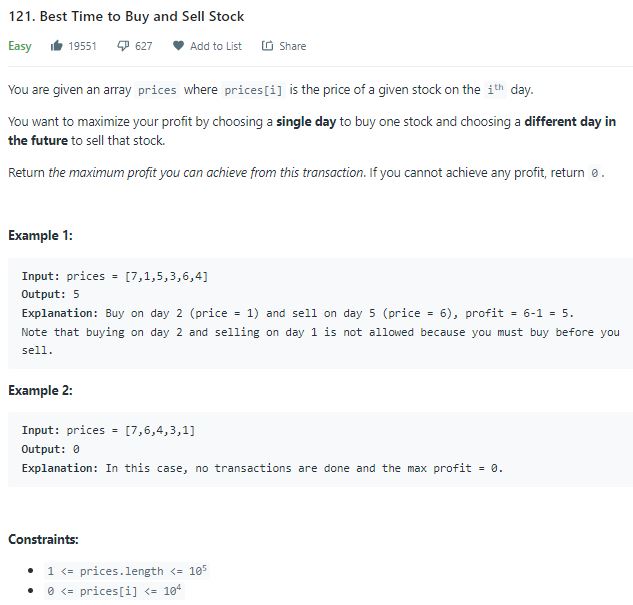 121. Best Time to Buy and Sell Stock
Easy 19551 627 Add to List Share
You are given an array prices where prices[i] is the price of a given stock on the ith day.
You want to maximize your profit by choosing a single day to buy one stock and choosing a different day in
the future to sell that stock.
Return the maximum profit you can achieve from this transaction. If you cannot achieve any profit, return 0.
Example 1:
Input: prices = [7,1,5,3,6,4]
Output: 5
Explanation: Buy on day 2 (price = 1) and sell on day 5 (price = 6), profit = 6-1 = 5.
Note that buying on day 2 and selling on day 1 is not allowed because you must buy before you
sell.
Example 2:
Input: prices = [7,6,4,3,1]
Output: 0
Explanation: In this case, no transactions are done and the max profit = 0.
Constraints:
1 <= prices.length <= 10⁵
0 <= prices[i] <= 10⁴